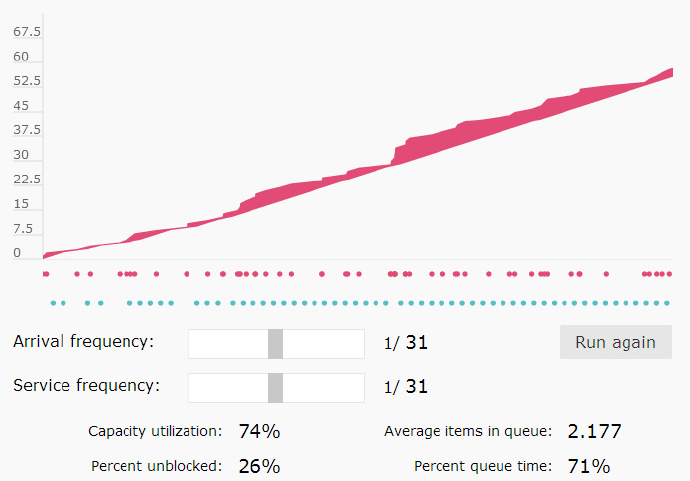 67.5
60
52.5
45
37.5
30
22.5
15
7.5
0
Arrival frequency: 1/ 31 Run again
Service frequency: 1/ 31
Capacity utilization: 74% Average items in queue: 2.177
Percent unblocked: 26% Percent queue time: 71%